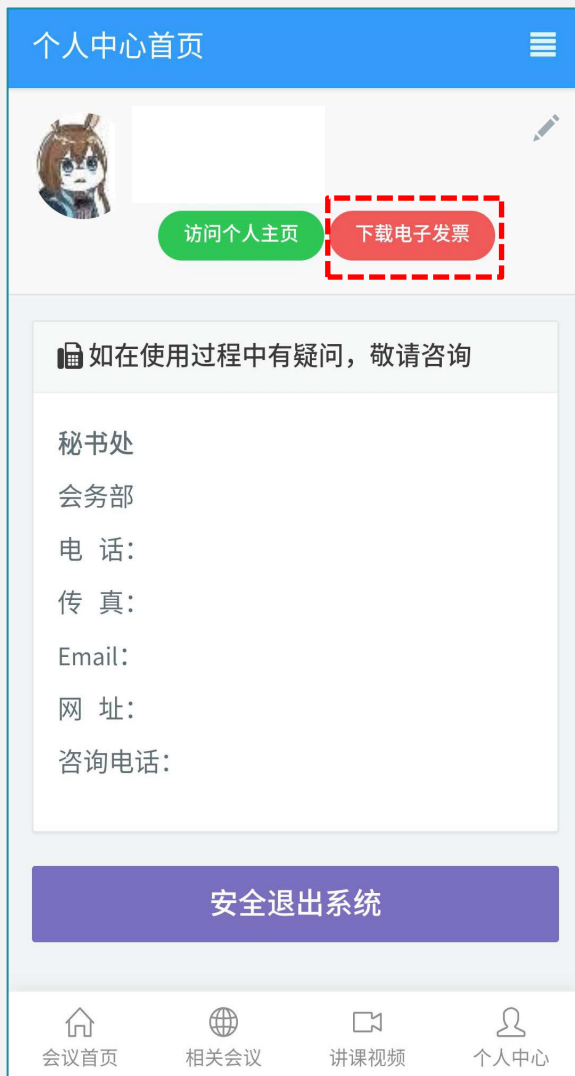 个人中心首页
访问个人主页
下载电子发票
如在使用过程中有疑问，敬请咨询
秘书处
会务部
电 话：
传 真：
Email：
网 址：
咨询电话：
安全退出系统
会议首页
相关会议
讲课视频
个人中心